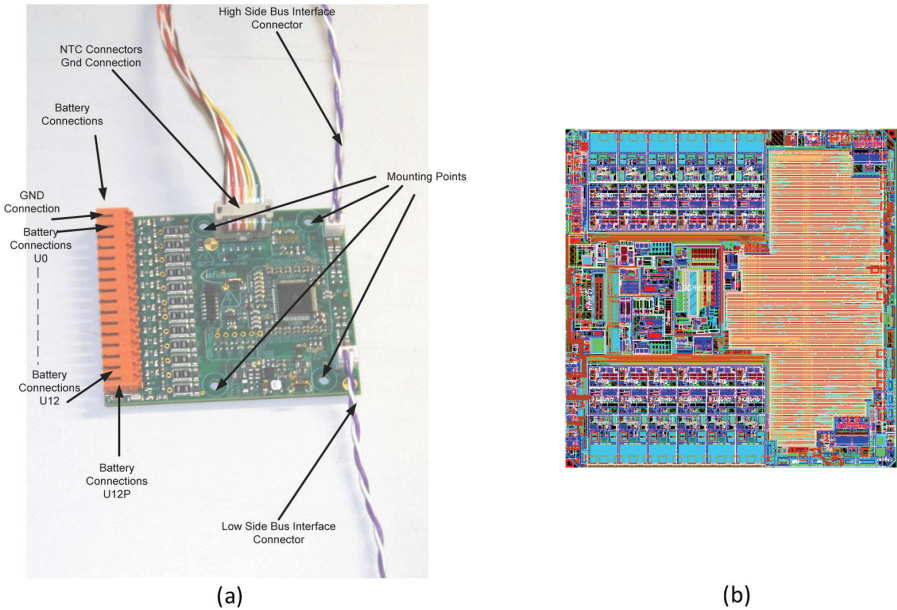 High Side Bus Interface
Connector
NTC Connectors
Gnd Connection
Battery
Connections
Mounting Points
GND
Connection
Battery
Connections
U0
infineon
Battery
Connections
U12
Battery
Connections
U12P
Low Side Bus Interface
Connector
(a)
(b)